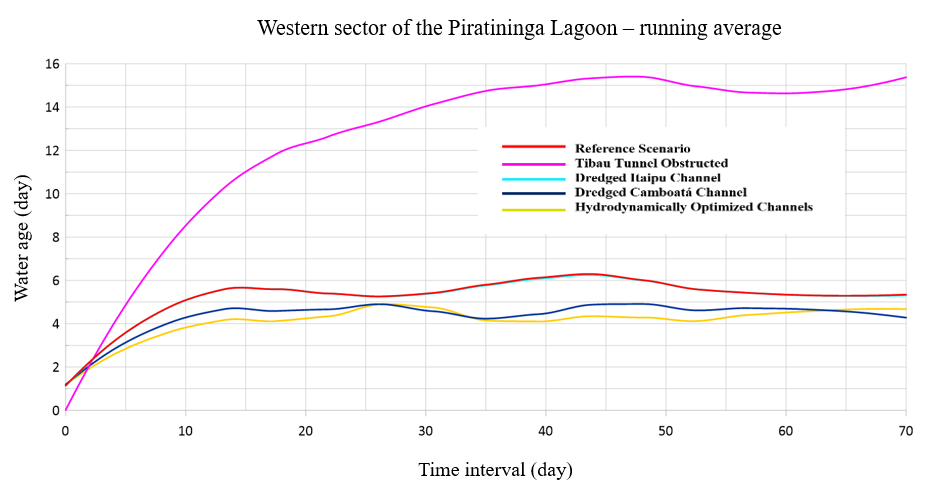 Western sector of the Piratininga Lagoon – running average
16
14
12
10
8
6
4
2
0
Water age (day)
Reference Scenario
Tibau Tunnel Obstructed
Dredged Itaipu Channel
Dredged Camboatá Channel
Hydrodynamically Optimized Channels
0 10 20 30 40 50 60 70
Time interval (day)